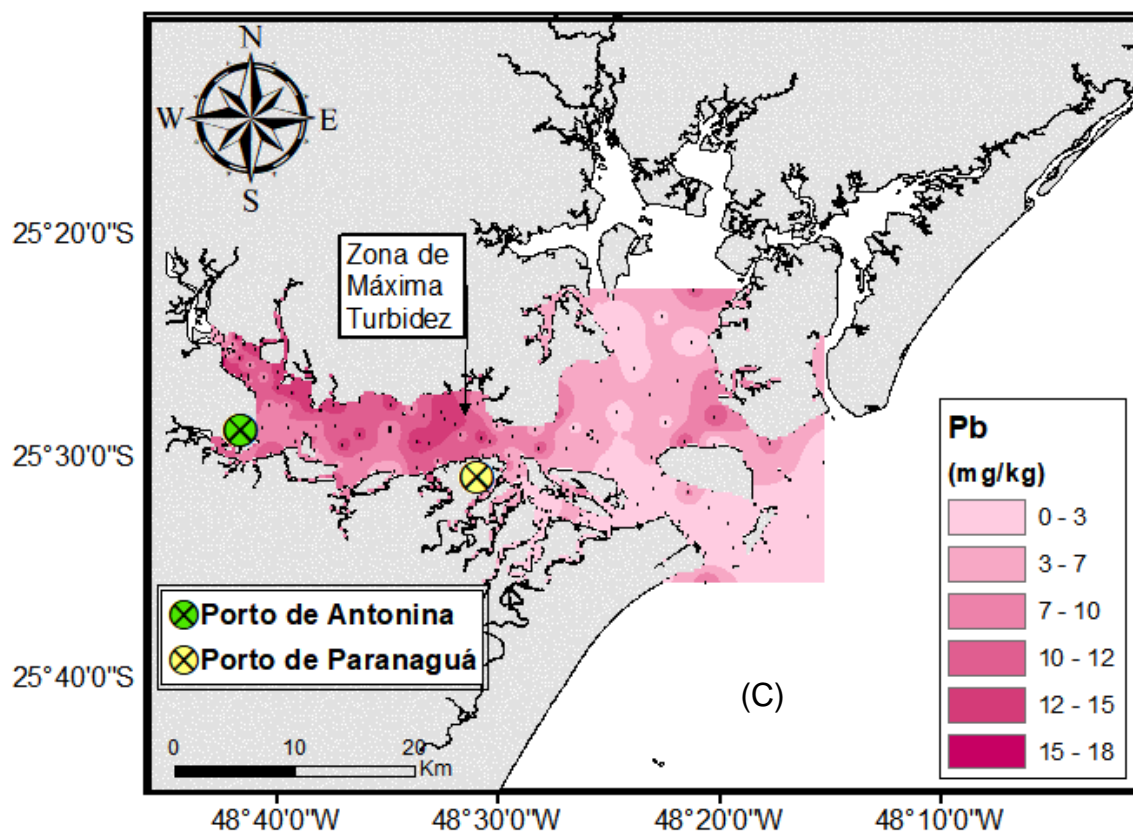 N
W
E
S
25°20'0"S
25°30'0"S
25°40'0"S
Zona de
Máxima
Turbidez
Porto de Antonina
Porto de Paranaguá
0 10 20
Km
(C)
Pb
(mg/kg)
0 - 3
3 - 7
7 - 10
10 - 12
12 - 15
15 - 18
48°40'0"W 48°30'0"W 48°20'0"W 48°10'0"W